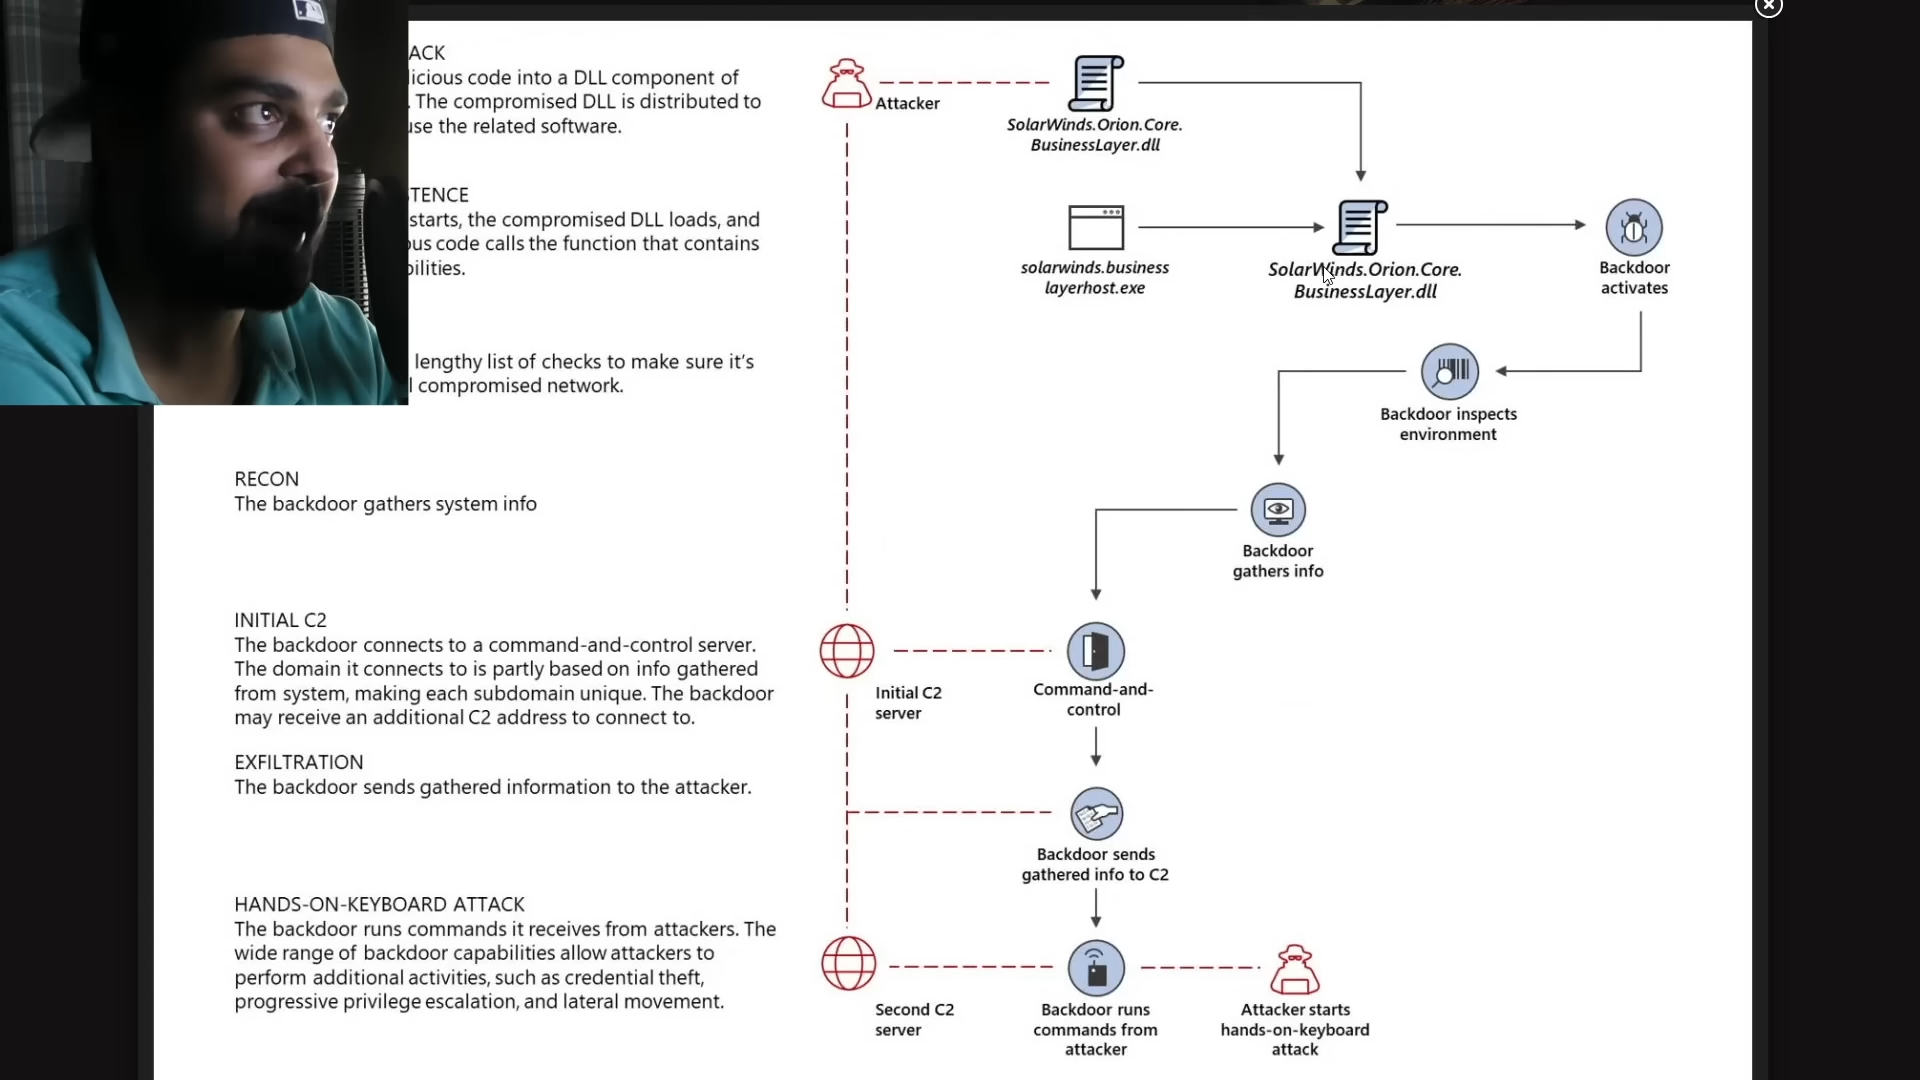 ACK
licious code into a DLL component of
. The compromised DLL is distributed to
use the related software.
TENCE
starts, the compromised DLL loads, and
ous code calls the function that contains
bilities.
lengthy list of checks to make sure it's
l compromised network.
RECON
The backdoor gathers system info
INITIAL C2
The backdoor connects to a command-and-control server.
The domain it connects to is partly based on info gathered
from system, making each subdomain unique. The backdoor
may receive an additional C2 address to connect to.
EXFILTRATION
The backdoor sends gathered information to the attacker.
HANDS-ON-KEYBOARD ATTACK
The backdoor runs commands it receives from attackers. The
wide range of backdoor capabilities allow attackers to
perform additional activities, such as credential theft,
progressive privilege escalation, and lateral movement.
Attacker
SolarWinds.Orion.Core.
BusinessLayer.dll
solarwinds.business
layerhost.exe
SolarWinds.Orion.Core.
BusinessLayer.dll
Backdoor
activates
Backdoor inspects
environment
Backdoor
gathers info
Initial C2
server
Command-and-
control
Backdoor sends
gathered info to C2
Second C2
server
Backdoor runs
commands from
attacker
Attacker starts
hands-on-keyboard
attack